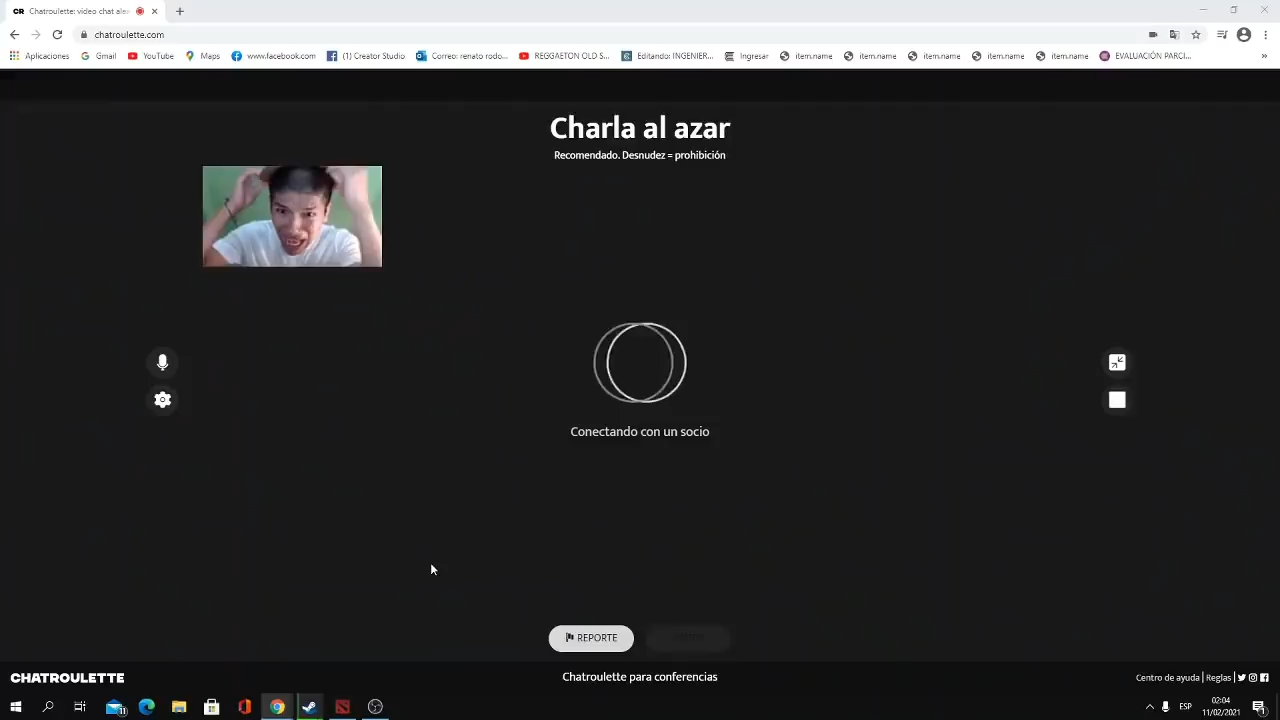 CR Chatroulette: video chat ale
chatroulette.com
Aplicaciones Gmail YouTube Maps www.facebook.com (1) Creator Studio Correo: renato rodo... REGGAETON OLD S... Editando: INGENIER... Ingresar item.name item.name item.name item.name item.name EVALUACIÓN PARCI... »
Charla al azar
Recomendado. Desnudez = prohibición
Conectando con un socio
REPORTE
CHATROULETTE
Chatroulette para conferencias
Centro de ayuda | Reglas |
ESP
02:04
11/02/2021